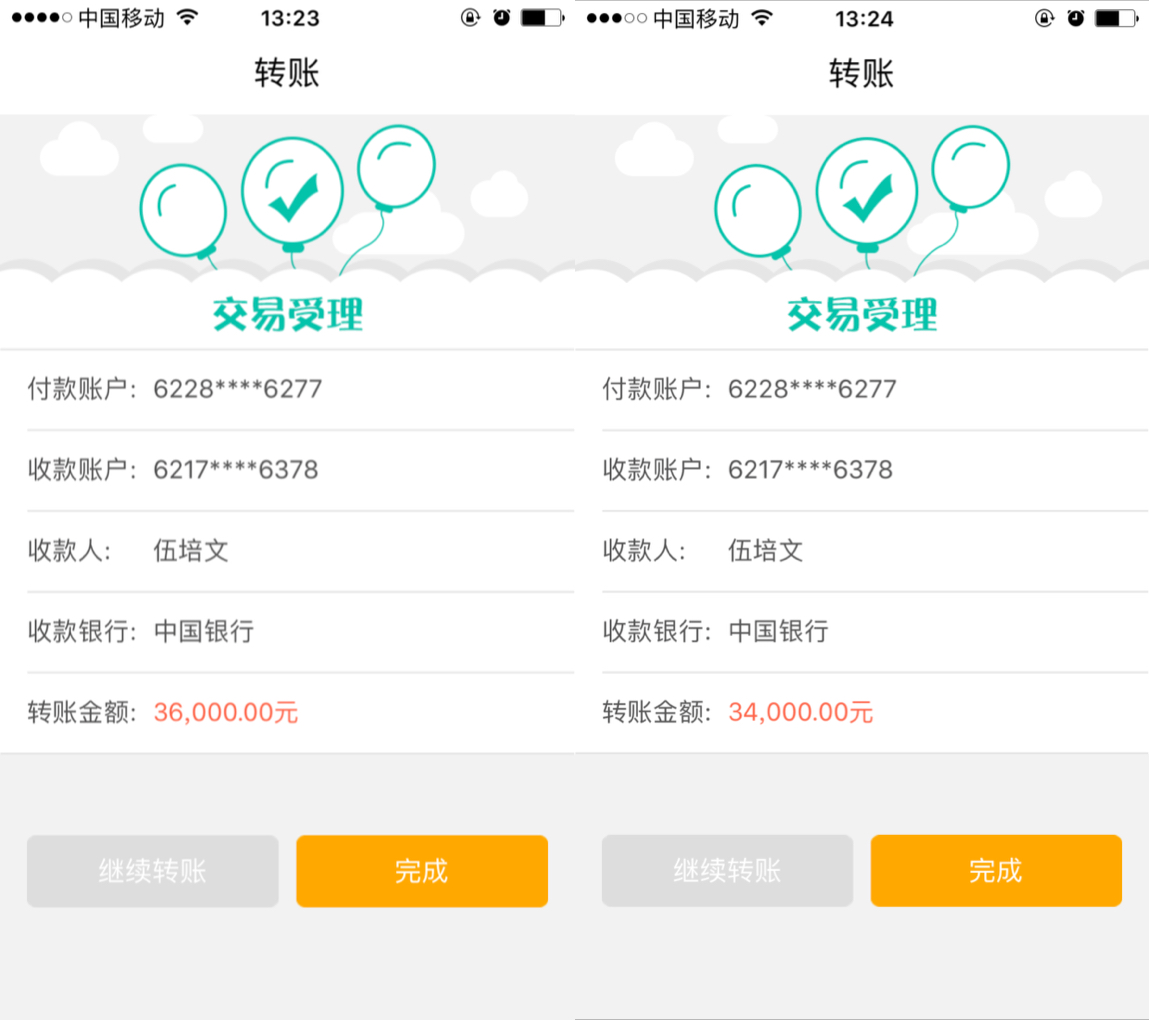 中国移动 13:23
转账
交易受理
付款账户: 6228****6277
收款账户: 6217****6378
收款人: 伍培文
收款银行: 中国银行
转账金额: 36,000.00元
继续转账 完成
中国移动 13:24
转账
交易受理
付款账户: 6228****6277
收款账户: 6217****6378
收款人: 伍培文
收款银行: 中国银行
转账金额: 34,000.00元
继续转账 完成